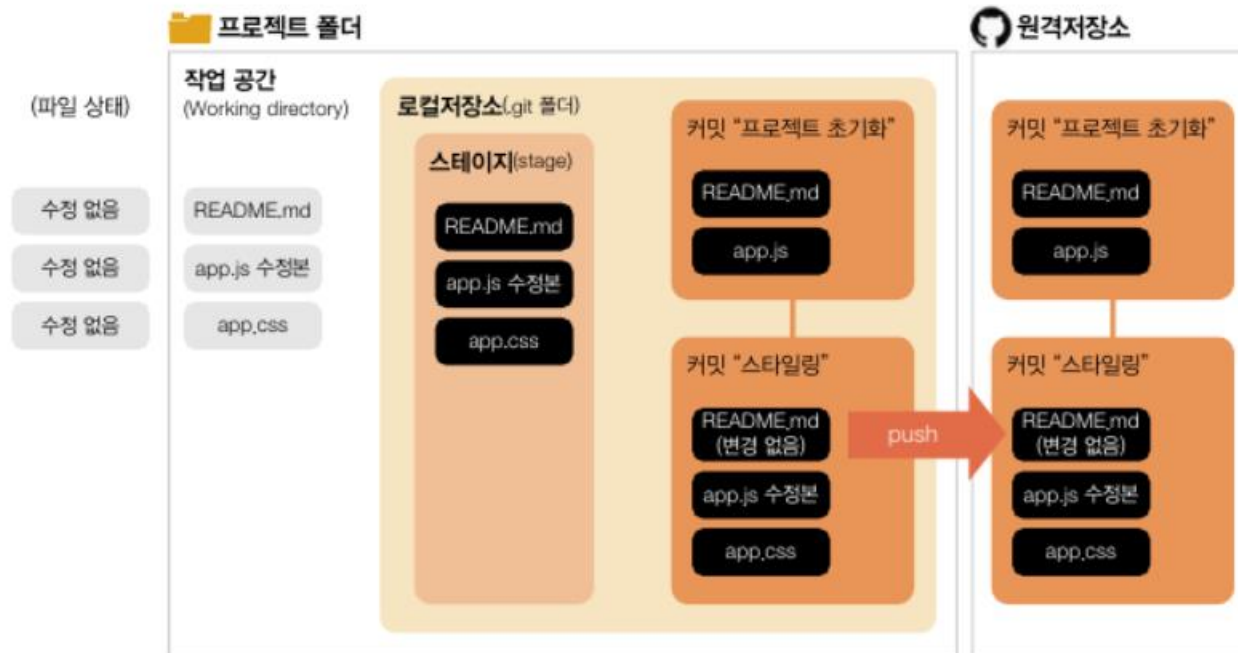 프로젝트 폴더
원격저장소
(파일 상태)
수정 없음
수정 없음
수정 없음
작업 공간
(Working directory)
README.md
app.js 수정본
app.css
로컬저장소(.git 폴더)
스테이지(stage)
README.md
app.js 수정본
app.css
커밋 “프로젝트 초기화”
README.md
app.js
커밋 “스타일링”
README.md
(변경 없음)
app.js 수정본
app.css
push
커밋 “프로젝트 초기화”
README.md
app.js
커밋 “스타일링”
README.md
(변경 없음)
app.js 수정본
app.css